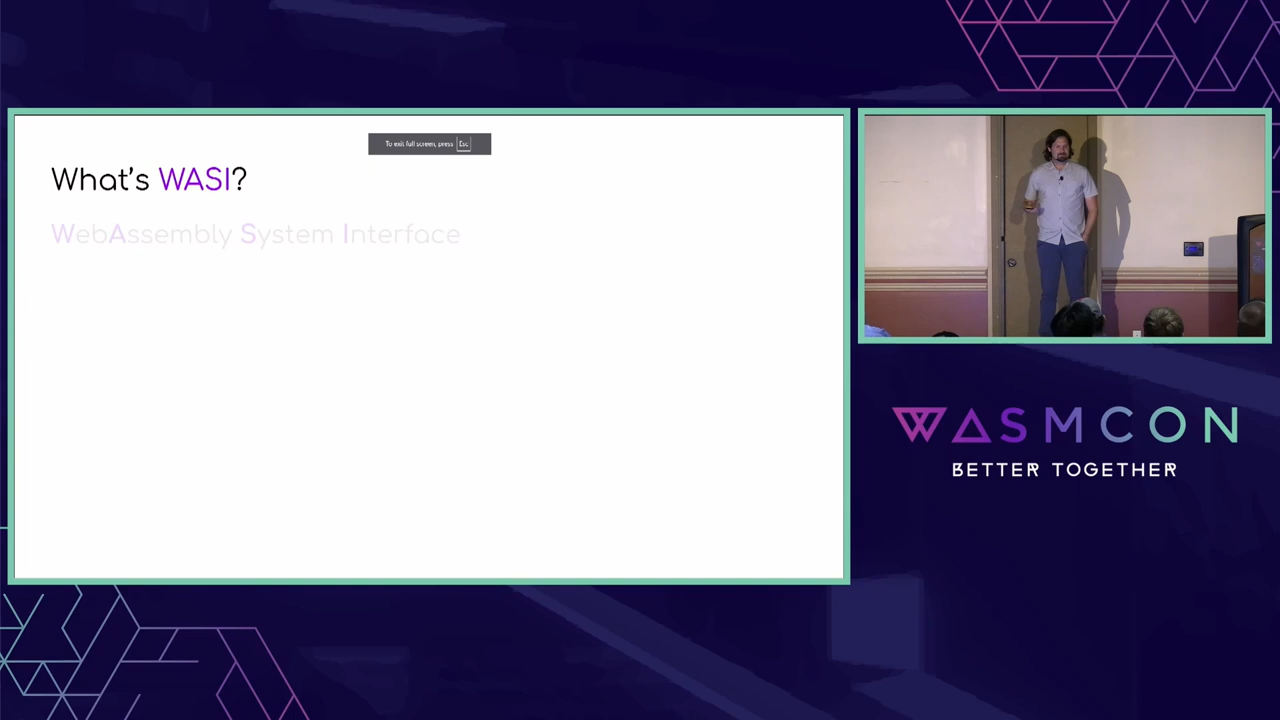 To exit full screen, press Esc
What's WASI?
WebAssembly System Interface
WASMCON
BETTER TOGETHER